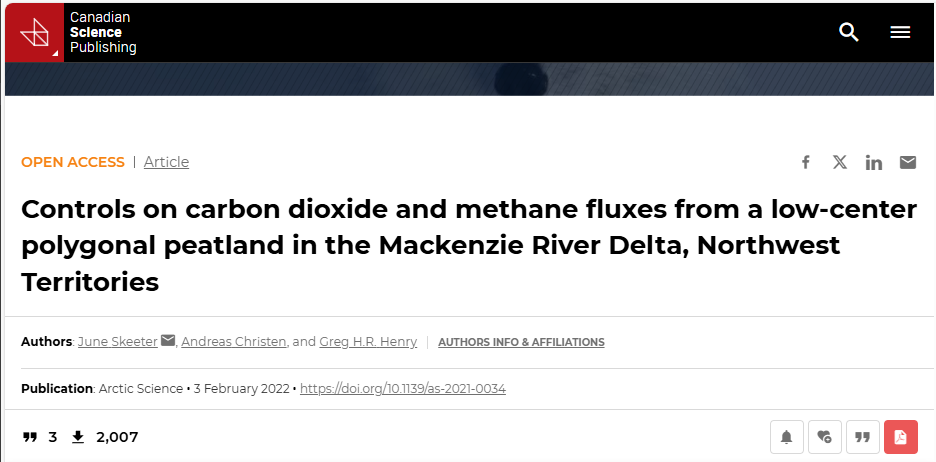 Canadian
Science
Publishing
OPEN ACCESS | Article
Controls on carbon dioxide and methane fluxes from a low-center
polygonal peatland in the Mackenzie River Delta, Northwest
Territories
Authors: June Skeeter, Andreas Christen, and Greg H.R. Henry | AUTHORS INFO & AFFILIATIONS
Publication: Arctic Science • 3 February 2022 • https://doi.org/10.1139/as-2021-0034
3 2,007